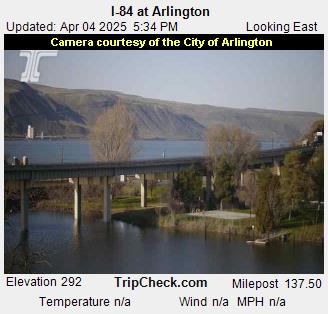 I-84 at Arlington
Updated: Apr 04 2025 5:34 PM Looking East
Camera courtesy of the City of Arlington
Elevation 292 TripCheck.com Milepost 137.50
Temperature n/a Wind n/a MPH n/a